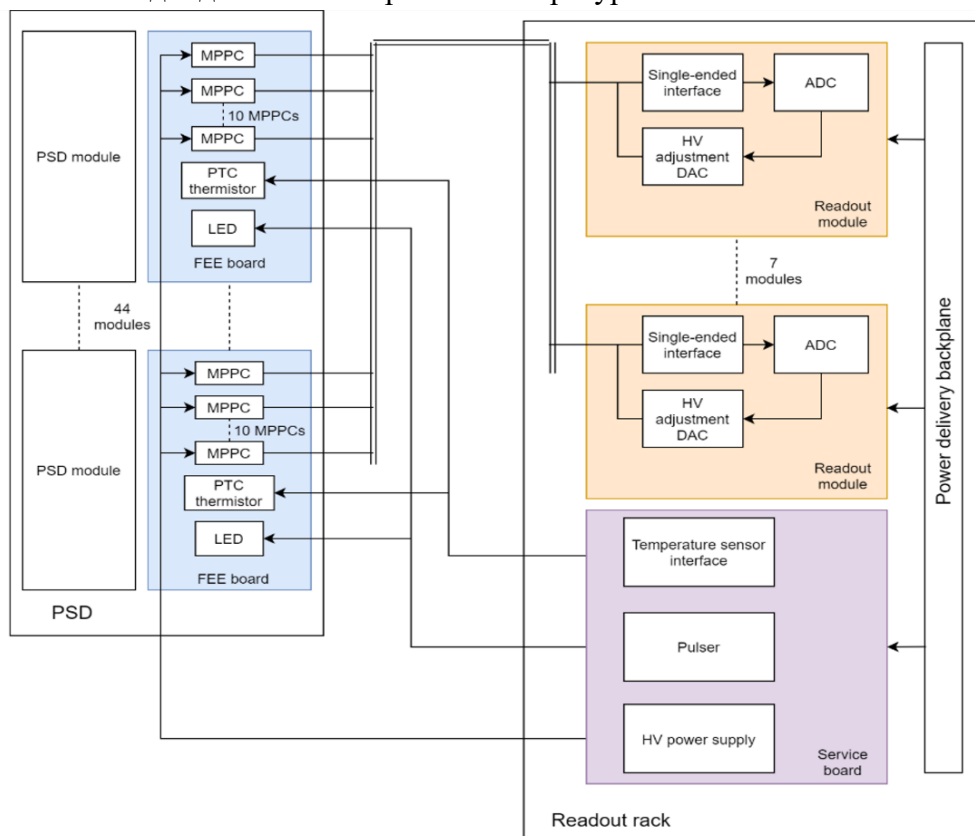 MPPC
MPPC
10 MPPCs
MPPC
PSD module
PTC
thermistor
LED
FEE board
44
modules
MPPC
MPPC
10 MPPCs
MPPC
PSD module
PTC
thermistor
LED
FEE board
PSD
Single-ended
interface
ADC
HV
adjustment
DAC
Readout
module
7
modules
Single-ended
interface
ADC
HV
adjustment
DAC
Readout
module
Temperature sensor
interface
Pulser
HV power supply
Service
board
Power delivery backplane
Readout rack